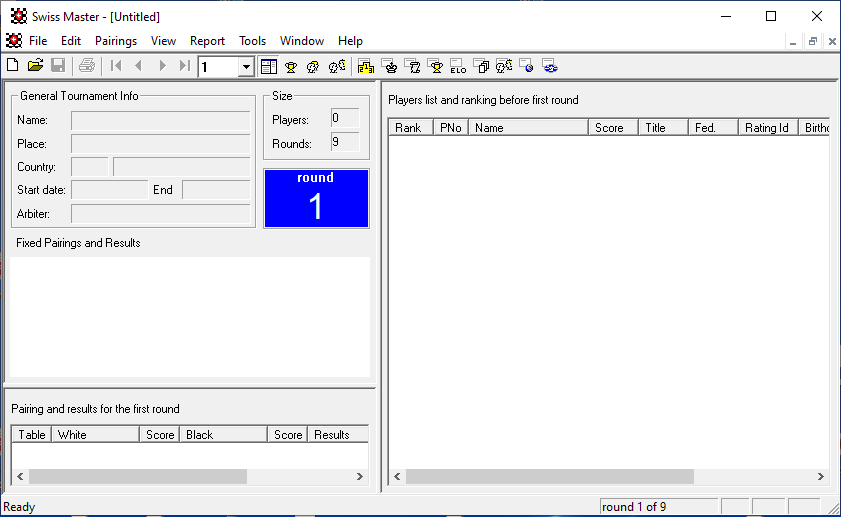 Swiss Master - [Untitled]
File Edit Pairings View Report Tools Window Help
1
ELO
General Tournament Info
Name:
Place:
Country:
Start date: End
Arbiter:
Size
Players: 0
Rounds: 9
round
1
Fixed Pairings and Results
Pairing and results for the first round
Table White Score Black Score Results
Players list and ranking before first round
Rank PNo Name Score Title Fed. Rating Id
Ready
round 1 of 9